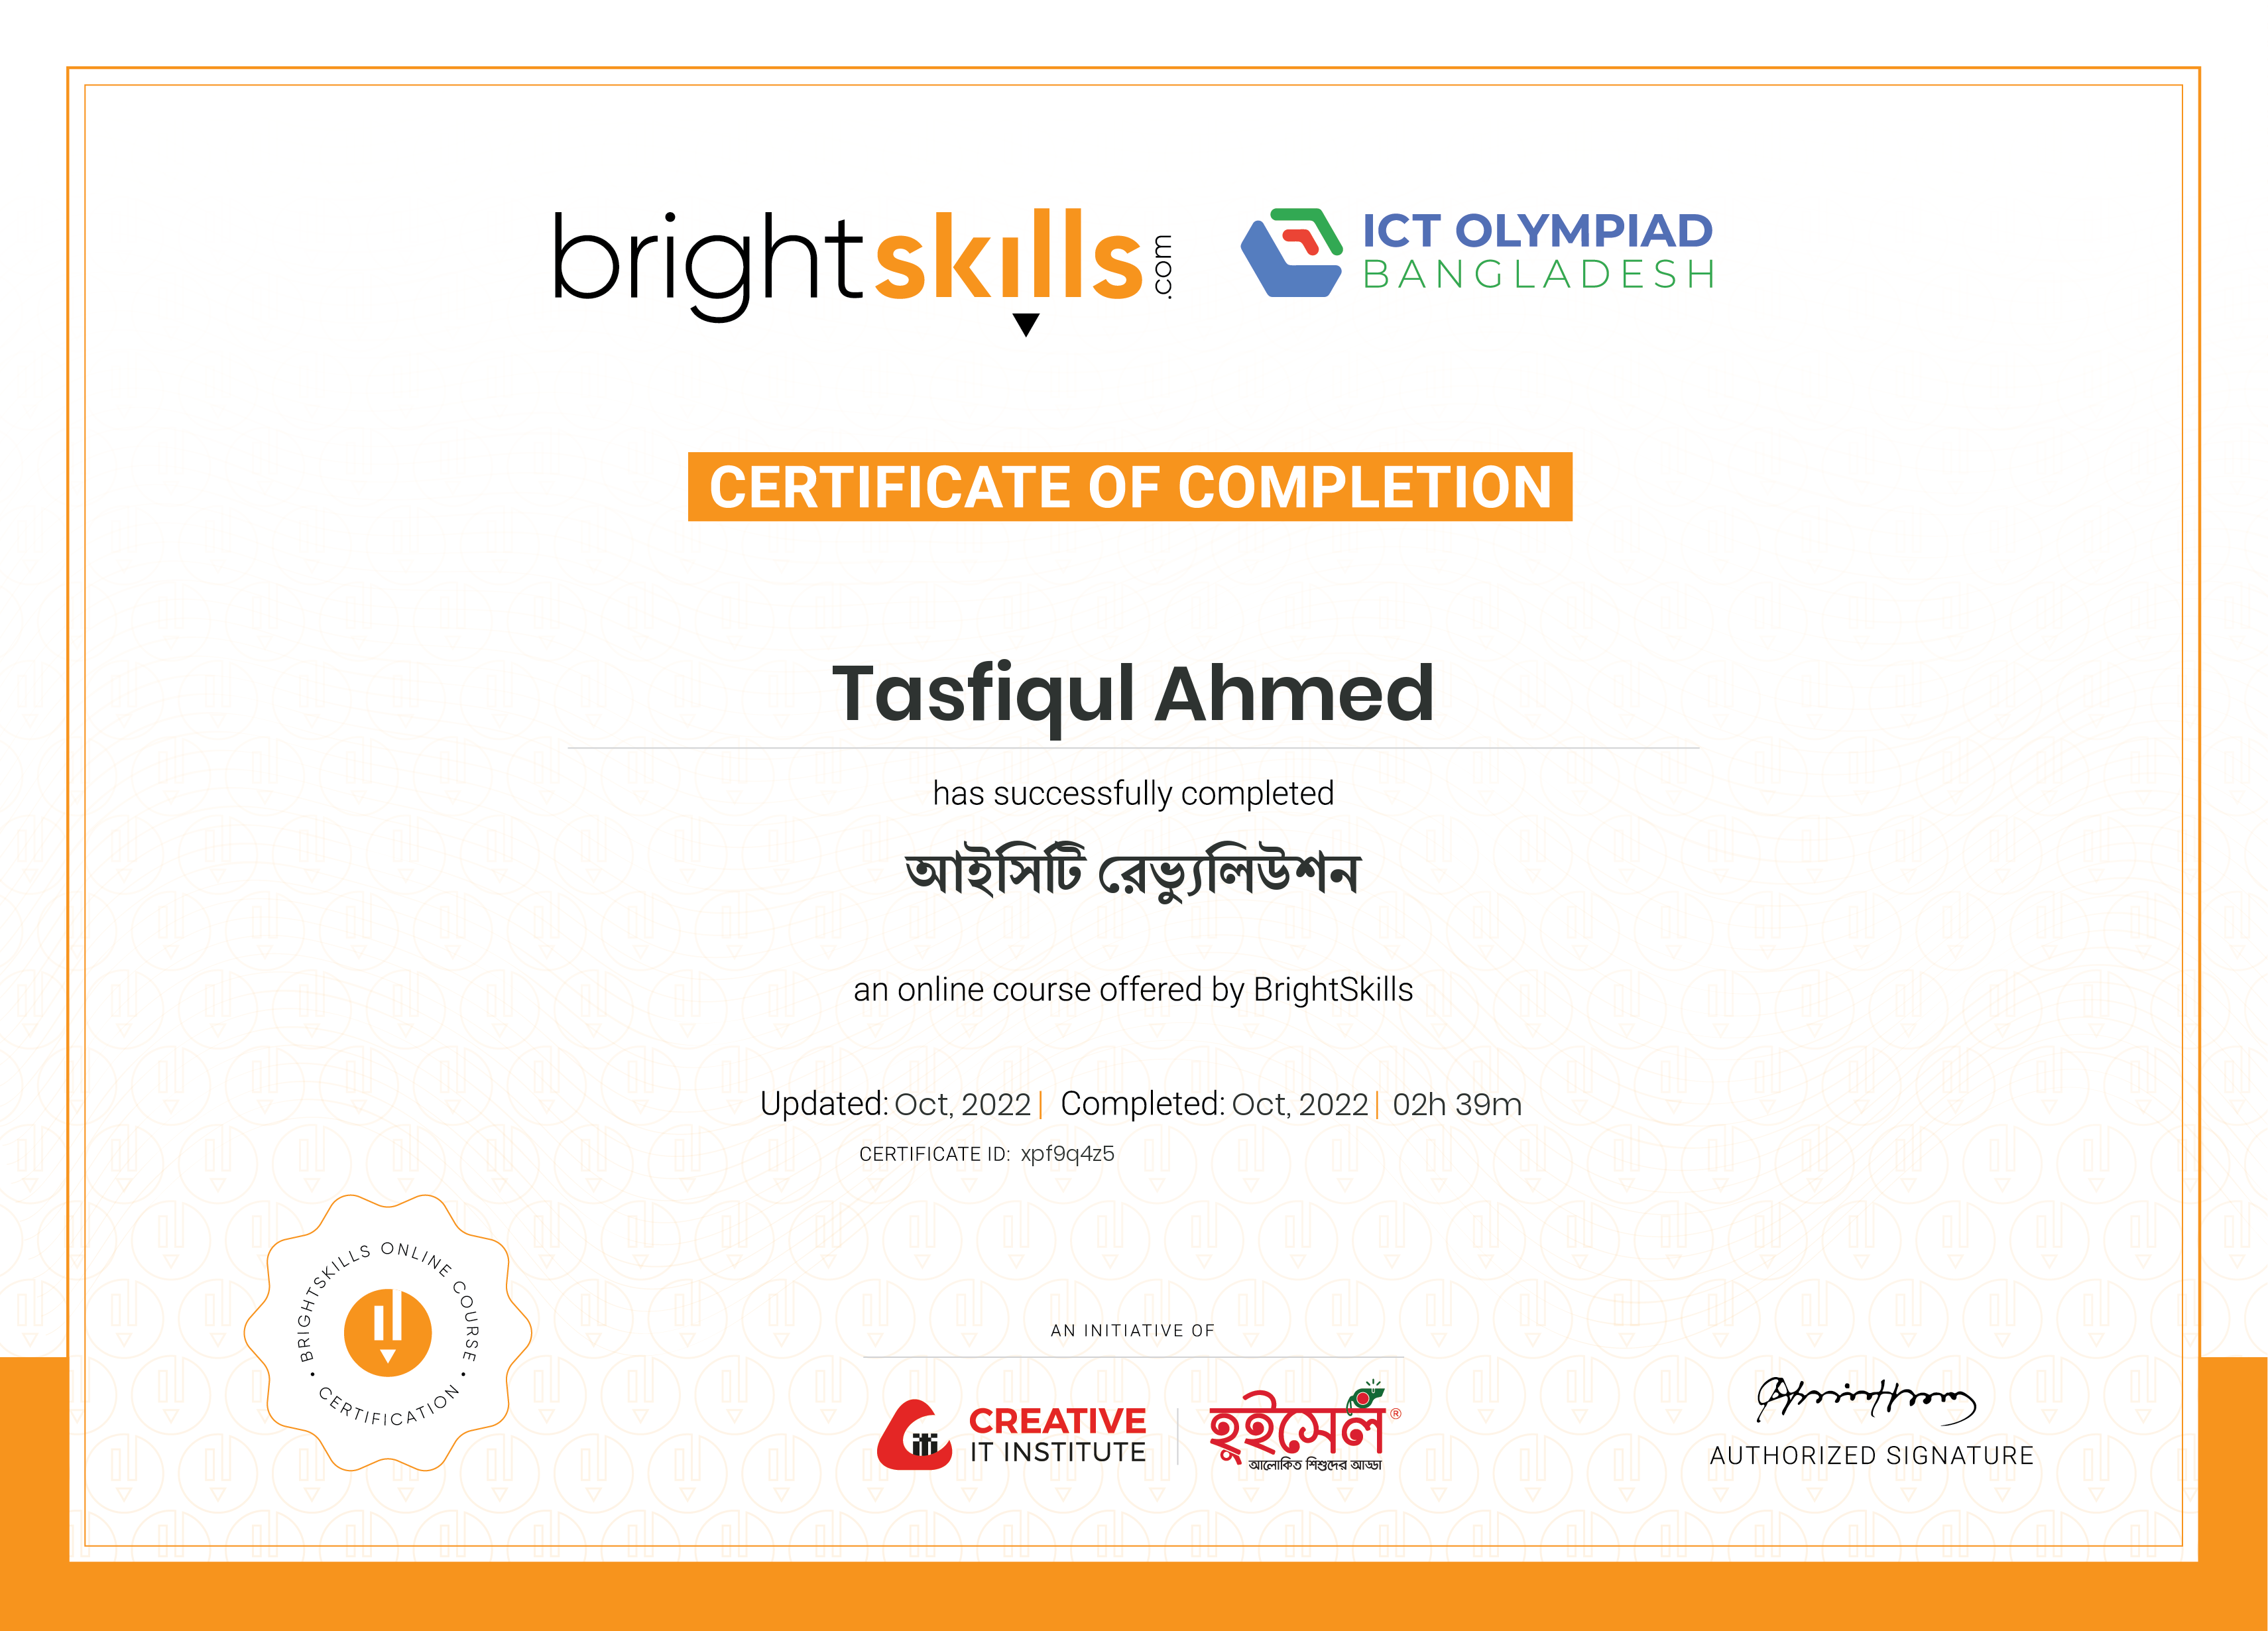 brightskills.com
ICT OLYMPIAD
BANGLADESH
CERTIFICATE OF COMPLETION
Tasfiqul Ahmed
has successfully completed
আইসিটি রেভ্যুলিউশন
an online course offered by BrightSkills
Updated: Oct, 2022 | Completed: Oct, 2022 | 02h 39m
CERTIFICATE ID: xpf9q4z5
BRIGHTSKILLS ONLINE COURSE • CERTIFICATION •
AN INITIATIVE OF
CREATIVE
IT INSTITUTE
হুইসেল ®
আলোকিত শিশুদের আড্ডা
AUTHORIZED SIGNATURE